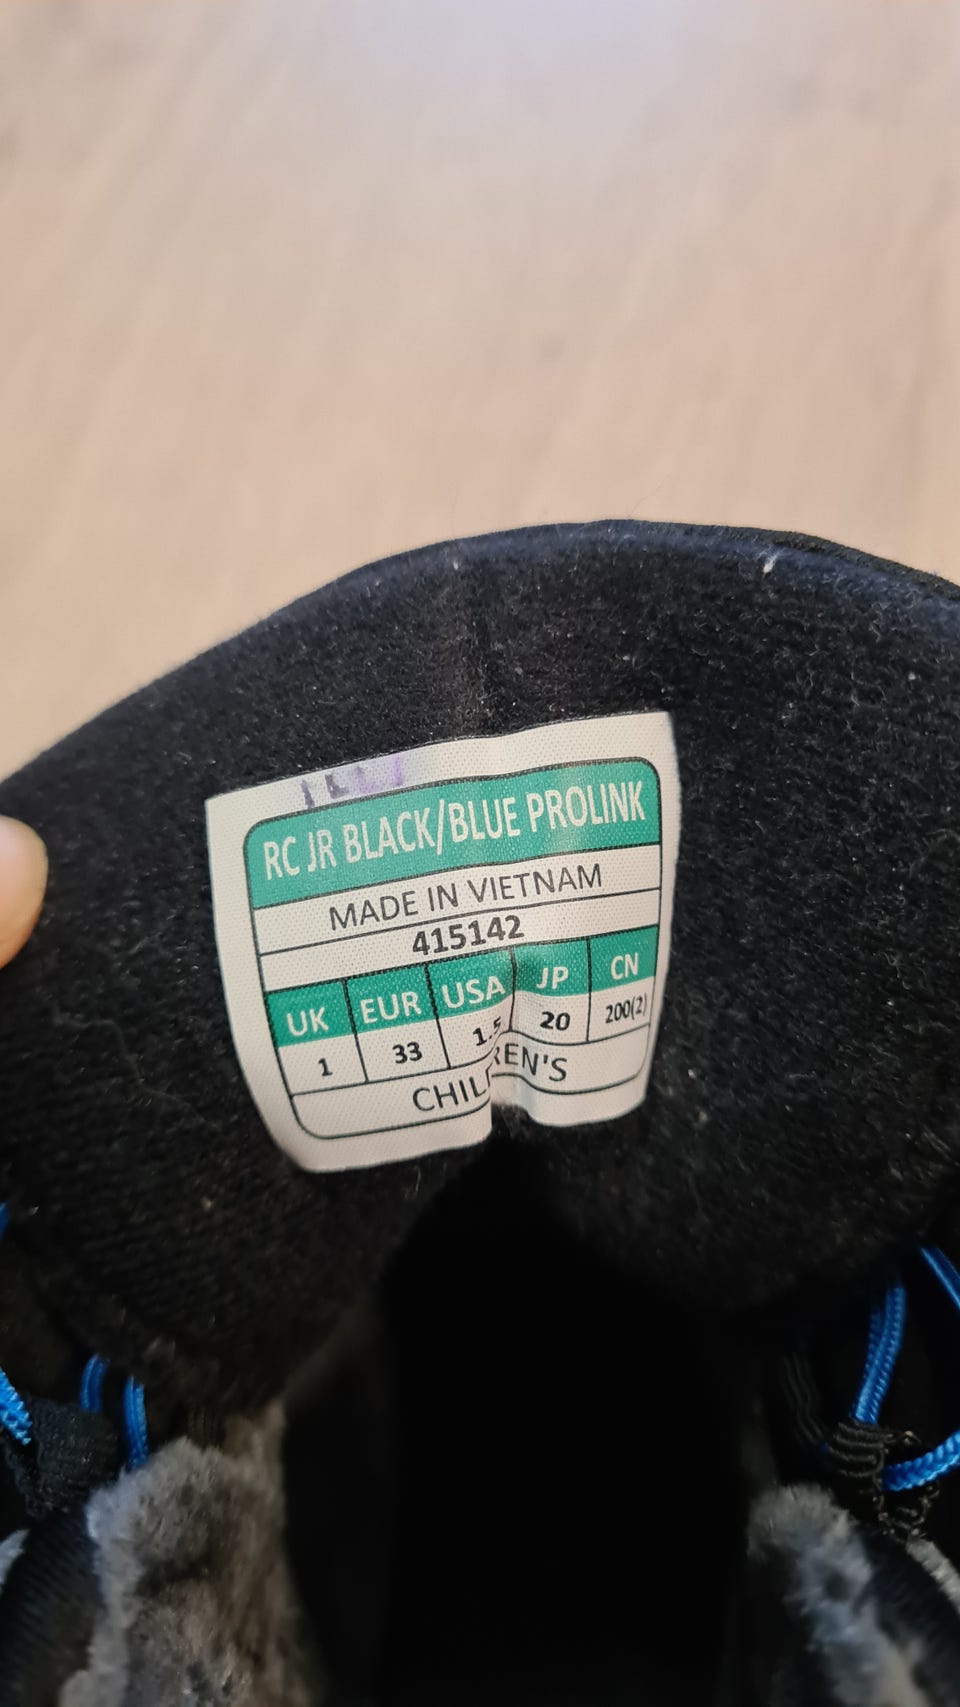 RC JR BLACK/BLUE PROLINK
MADE IN VIETNAM
415142
UK EUR USA JP CN
1 33 1.5 20 200(2)